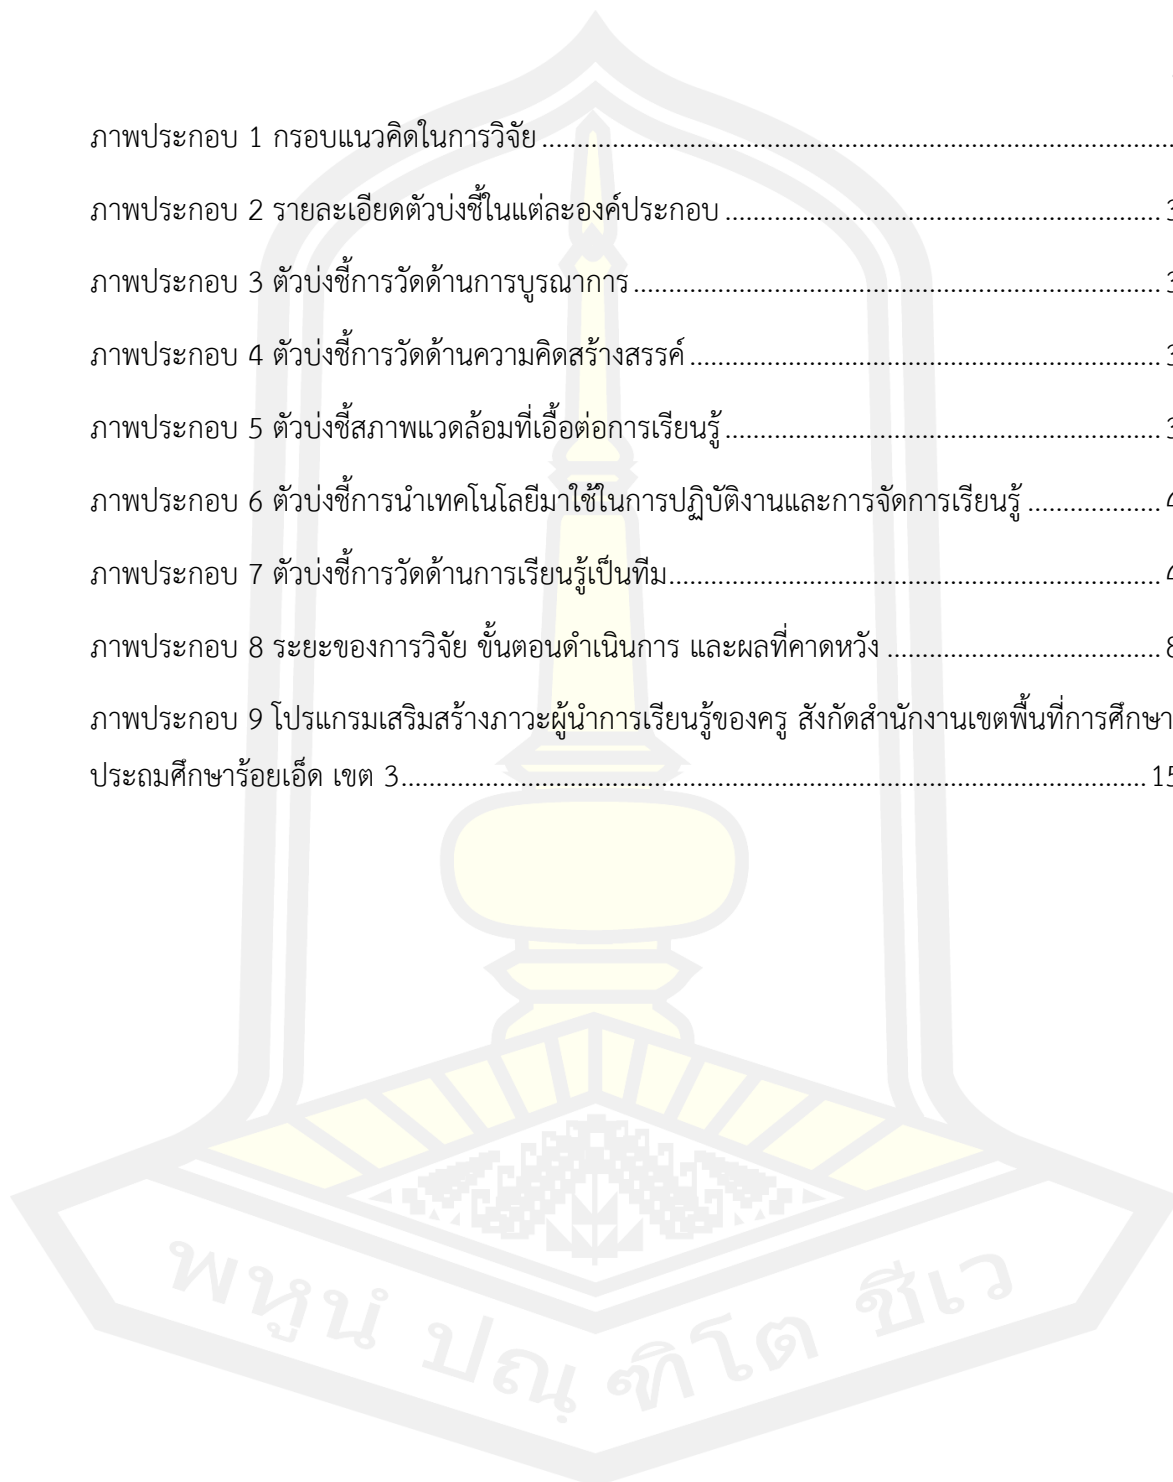 ภาพประกอบ 1 กรอบแนวคิดในการวิจัย ..........................................................................................
ภาพประกอบ 2 รายละเอียดตัวบ่งชี้ในแต่ละองค์ประกอบ .............................................................. 3
ภาพประกอบ 3 ตัวบ่งชี้การวัดด้านการบูรณาการ ........................................................................... 3
ภาพประกอบ 4 ตัวบ่งชี้การวัดด้านความคิดสร้างสรรค์ ................................................................... 3
ภาพประกอบ 5 ตัวบ่งชี้สภาพแวดล้อมที่เอื้อต่อการเรียนรู้ .............................................................. 3
ภาพประกอบ 6 ตัวบ่งชี้การนำเทคโนโลยีมาใช้ในการปฏิบัติงานและการจัดการเรียนรู้ ................... 4
ภาพประกอบ 7 ตัวบ่งชี้การวัดด้านการเรียนรู้เป็นทีม...................................................................... 4
ภาพประกอบ 8 ระยะของการวิจัย ขั้นตอนดำเนินการ และผลที่คาดหวัง ....................................... 8
ภาพประกอบ 9 โปรแกรมเสริมสร้างภาวะผู้นำการเรียนรู้ของครู สังกัดสำนักงานเขตพื้นที่การศึกษา
ประถมศึกษาร้อยเอ็ด เขต 3.......................................................................................................... 15
พหูนํ ปณฺฑิโต ชีเว